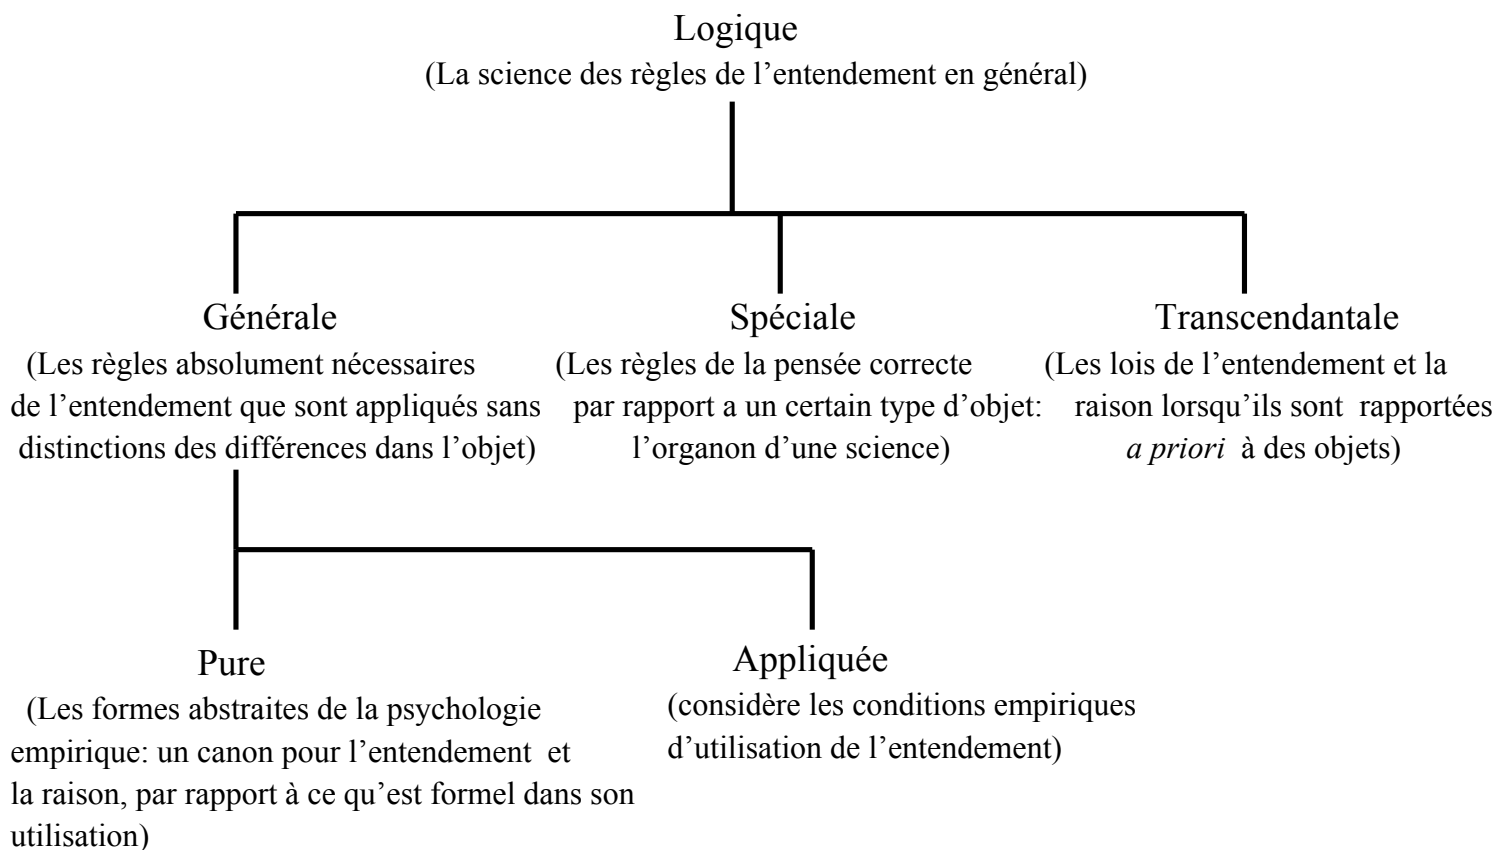 Logique
(La science des règles de l’entendement en général)
Générale
(Les règles absolument nécessaires
de l’entendement que sont appliqués sans
distinctions des différences dans l’objet)
Spéciale
(Les règles de la pensée correcte
par rapport a un certain type d’objet:
l’organon d’une science)
Transcendantale
(Les lois de l’entendement et la
raison lorsqu’ils sont rapportées
a priori à des objets)
Pure
(Les formes abstraites de la psychologie
empirique: un canon pour l’entendement et
la raison, par rapport à ce qu’est formel dans son
utilisation)
Appliquée
(considère les conditions empiriques
d’utilisation de l’entendement)